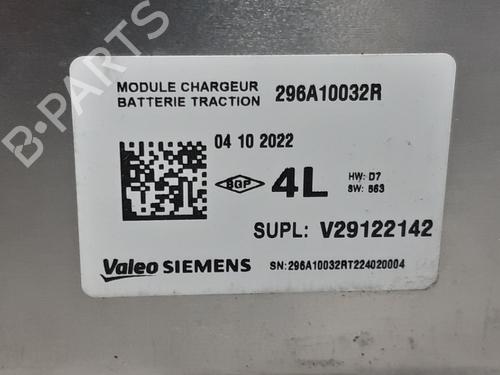 MODULE CHARGEUR
BATTERIE TRACTION 296A10032R
04 10 2022
BGP 4L HW: D7
SW: 863
SUPL: V29122142
Valeo SIEMENS SN:296A10032RT224020004
B-PARTS